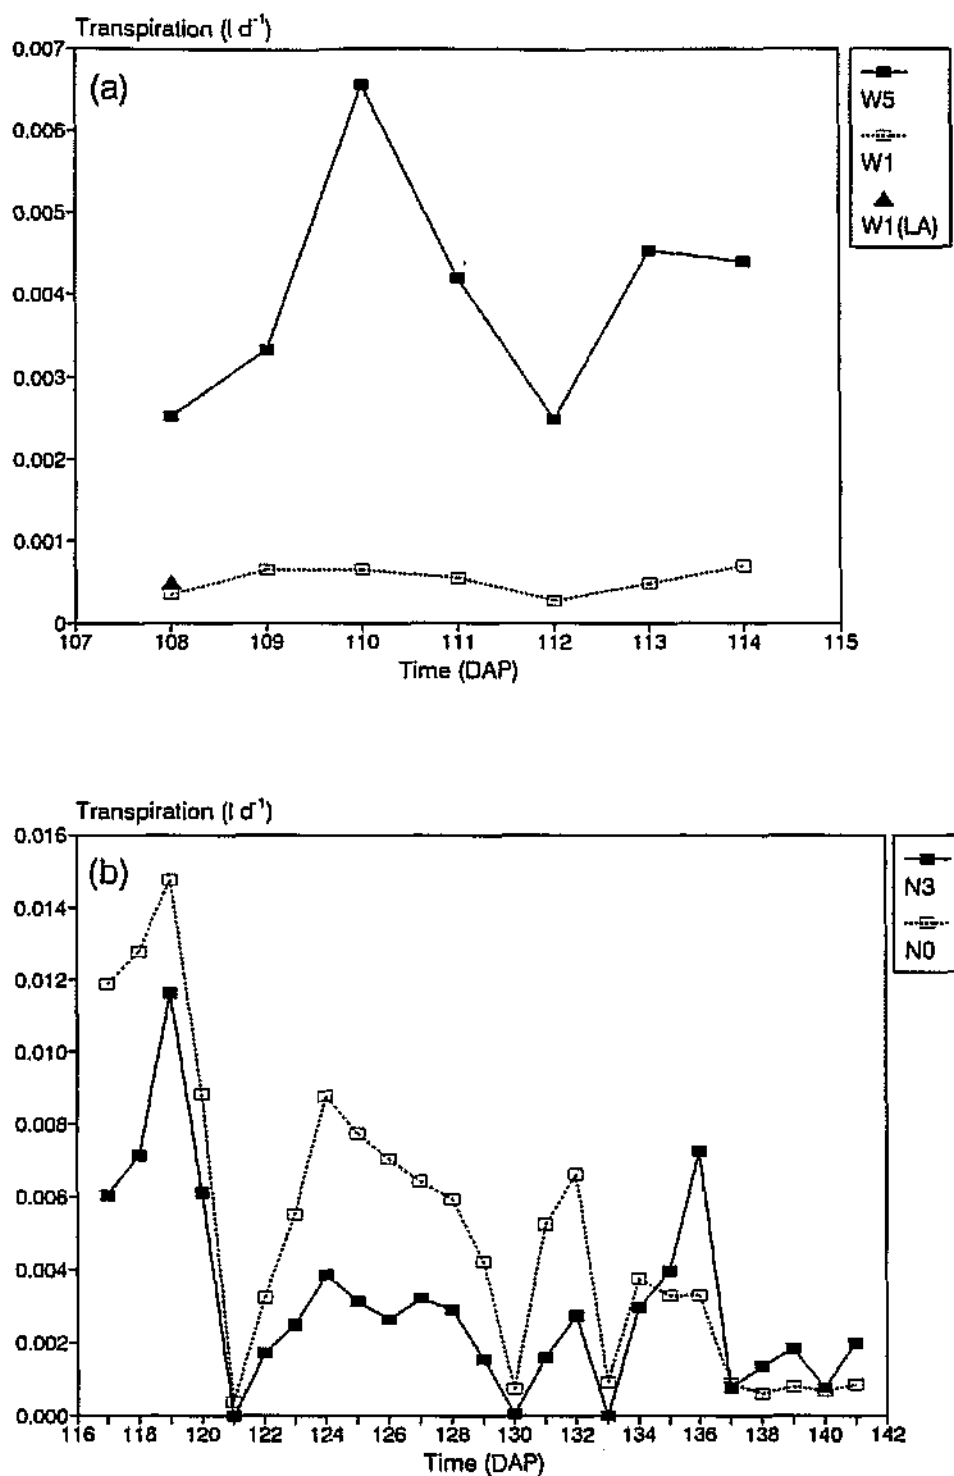 Transpiration (l d⁻¹)
0.007
(a)
0.006
0.005
0.004
0.003
0.002
0.001
0
107 108 109 110 111 112 113 114 115
Time (DAP)
W5
W1
W1(LA)
Transpiration (l d⁻¹)
0.016
(b)
0.014
0.012
0.010
0.008
0.006
0.004
0.002
0.000
116 118 120 122 124 126 128 130 132 134 136 138 140 142
Time (DAP)
N3
N0